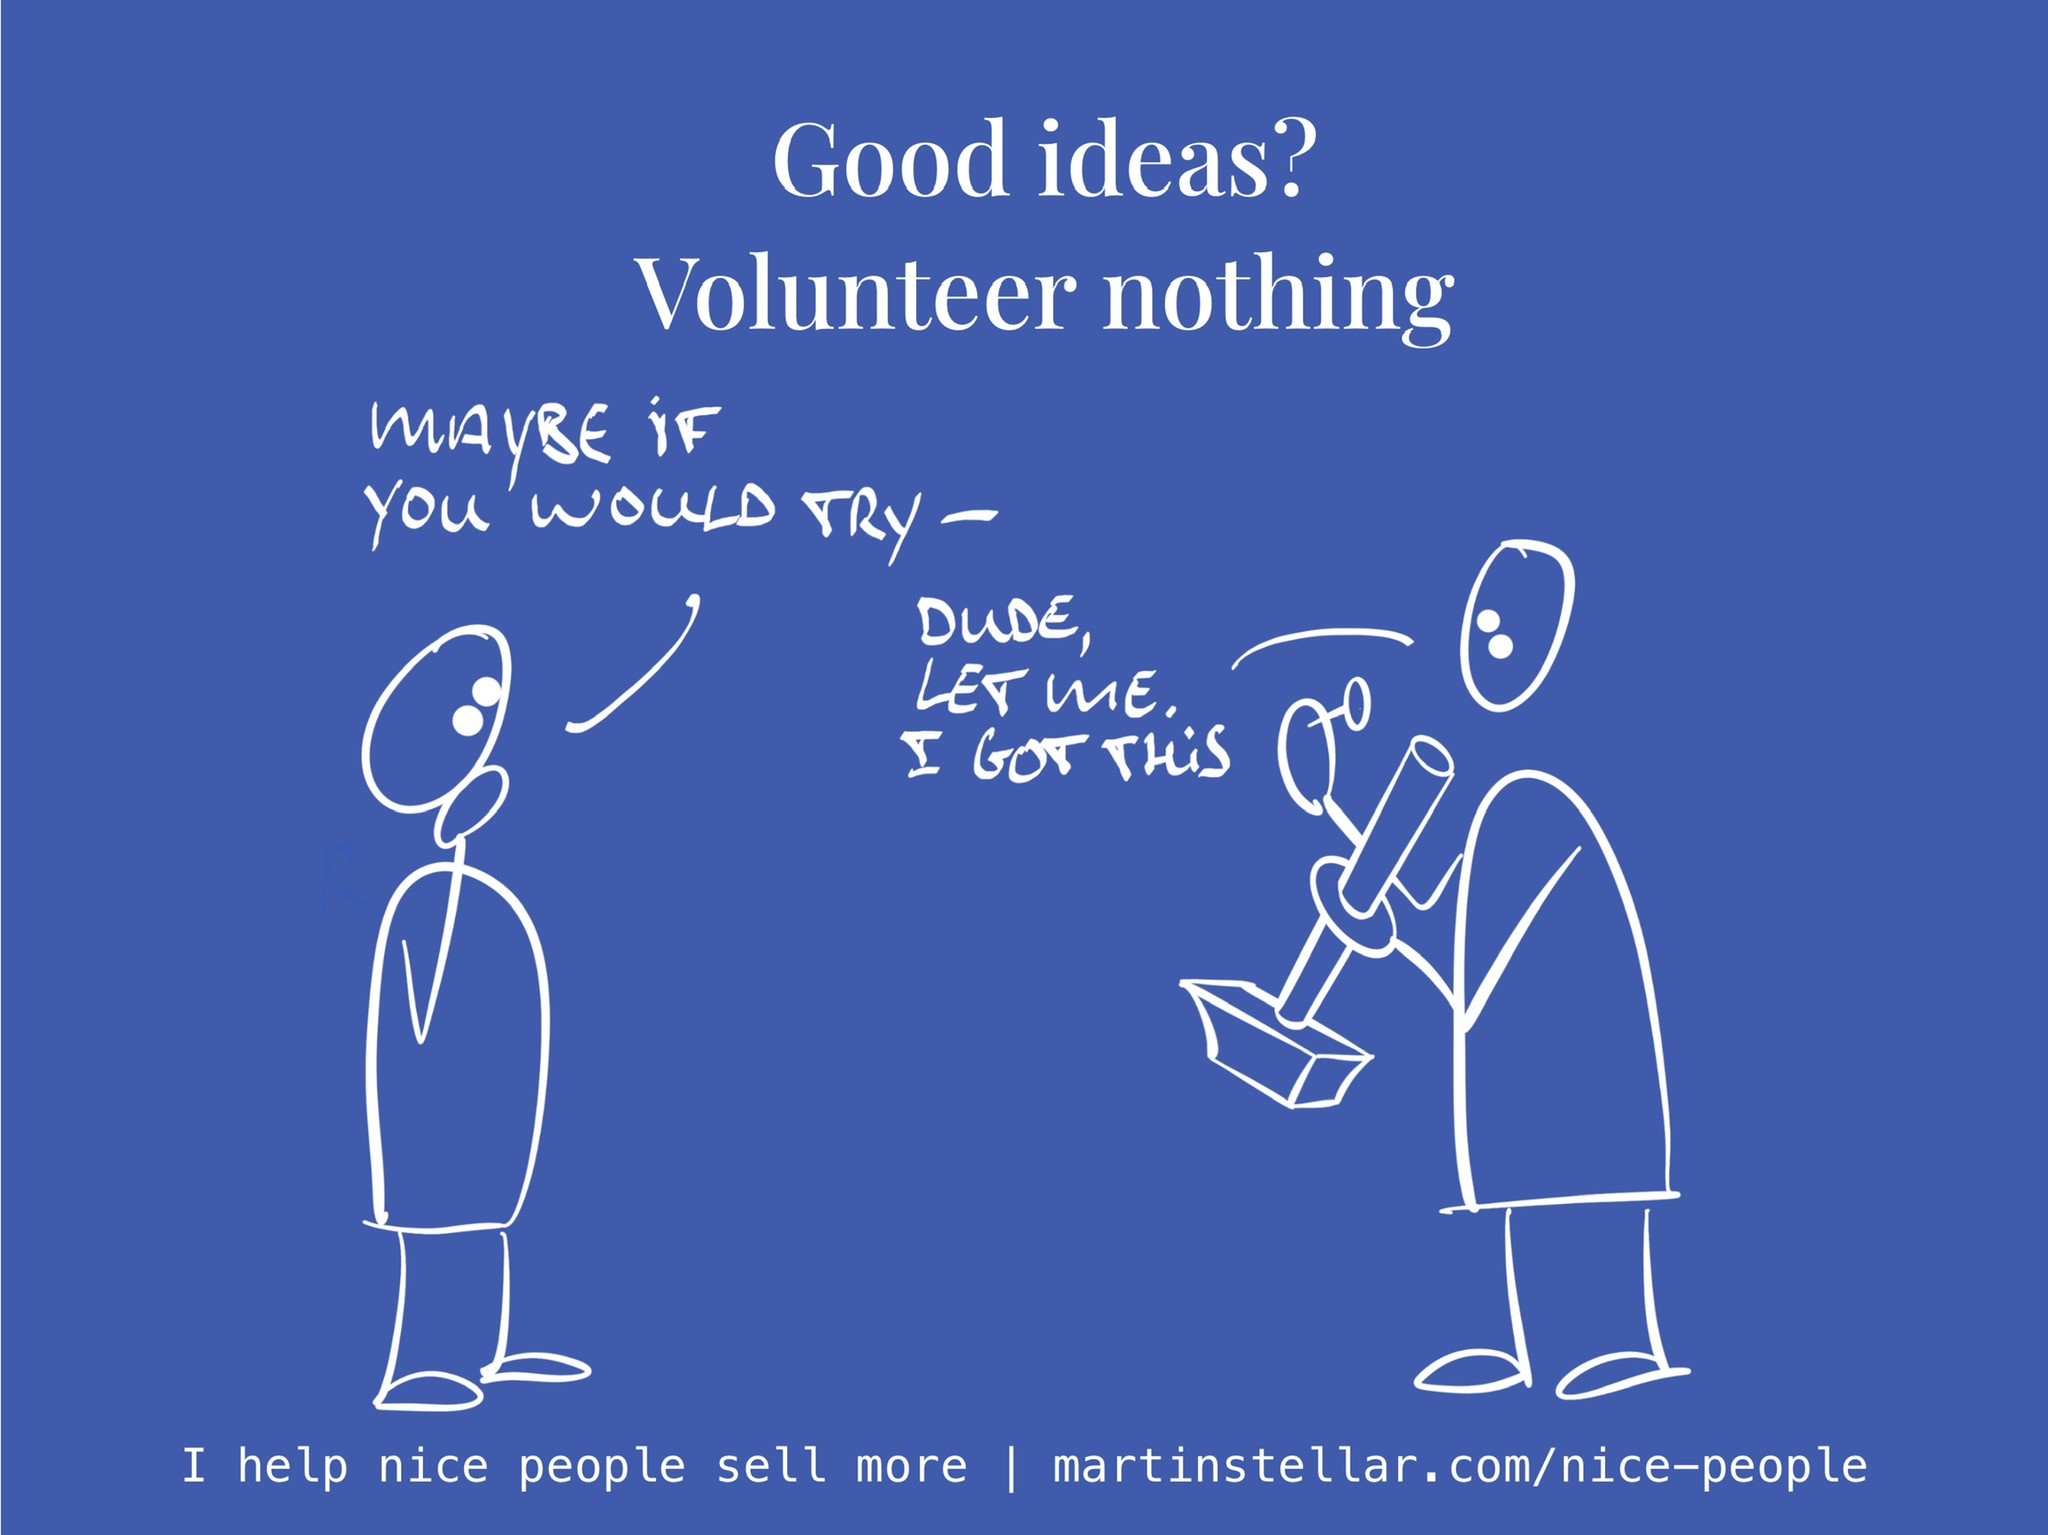 Good ideas?
Volunteer nothing
MAYBE IF
YOU WOULD TRY —
DUDE,
LET ME.
I GOT THIS
R
I help nice people sell more | martinstellar.com/nice-people